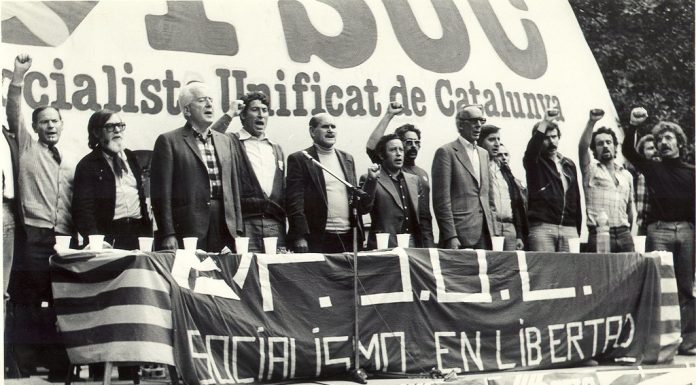 PSUC
Socialista Unificat de Catalunya
SOCIALISMO EN LIBERTAD